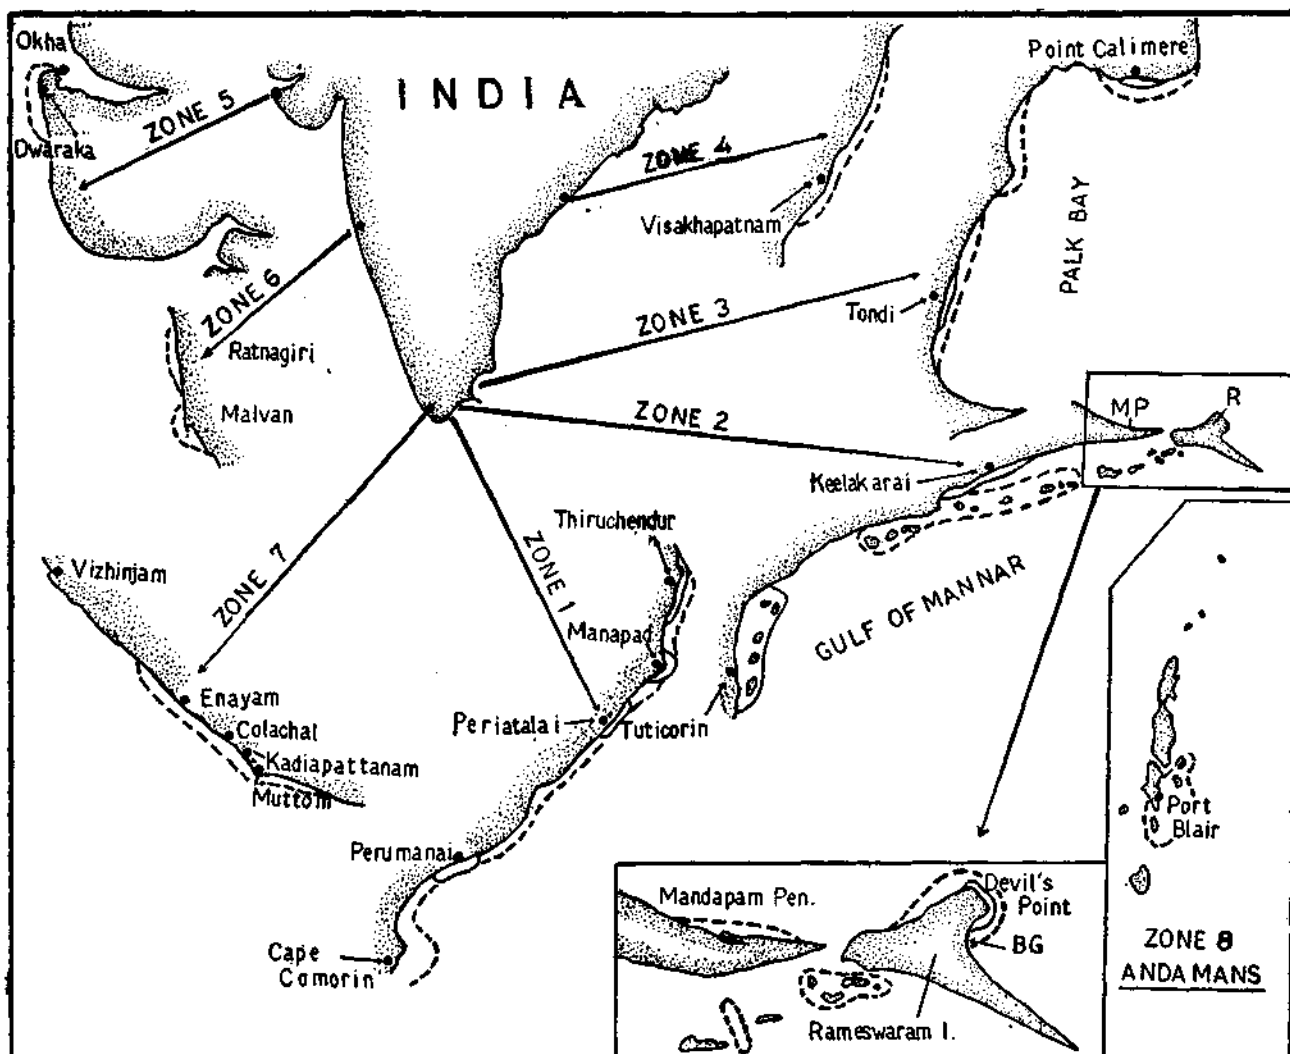 Okha
INDIA
Point Calimere
ZONE 5
Dwaraka
ZONE 4
Visakhapatnam
PALK BAY
ZONE 6
ZONE 3
Tondi
Ratnagiri
Malvan
ZONE 2
MP
R
Keelakarai
Thiruchendur
Vizhinjam
ZONE 7
ZONE 1
GULF OF MANNAR
Manapad
Enayam
Periatalai
Tuticorin
Colachal
Kadiapattanam
Muttom
Port
Blair
Perumanai
Mandapam Pen.
Devil's
Point
BG
Cape
Comorin
Rameswaram I.
ZONE 8
ANDAMANS